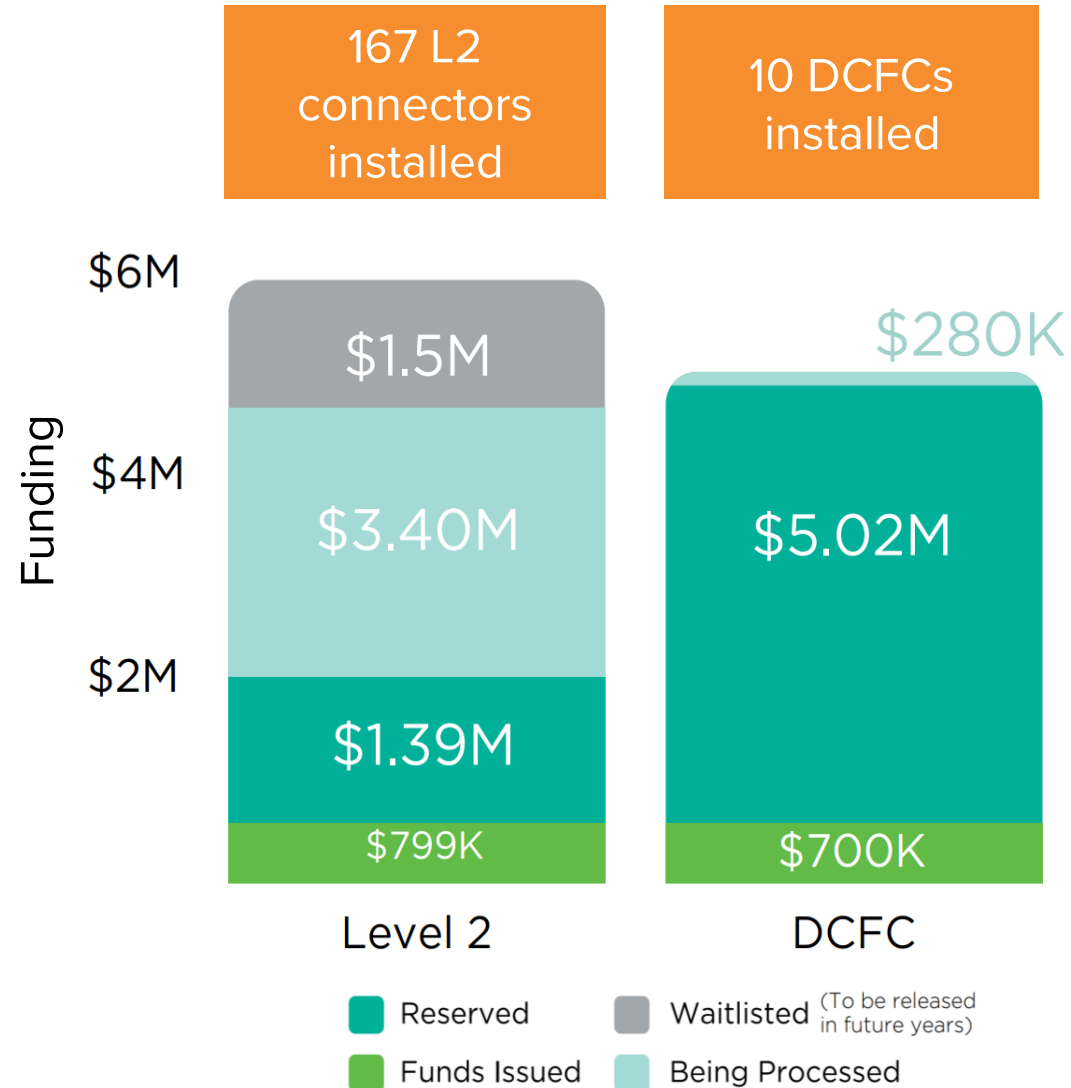 167 L2
connectors
installed
10 DCFCs
installed
$6M
$4M
$2M
Funding
$1.5M
$3.40M
$1.39M
$799K
$280K
$5.02M
$700K
Level 2
DCFC
Reserved
Waitlisted (To be released
in future years)
Funds Issued
Being Processed